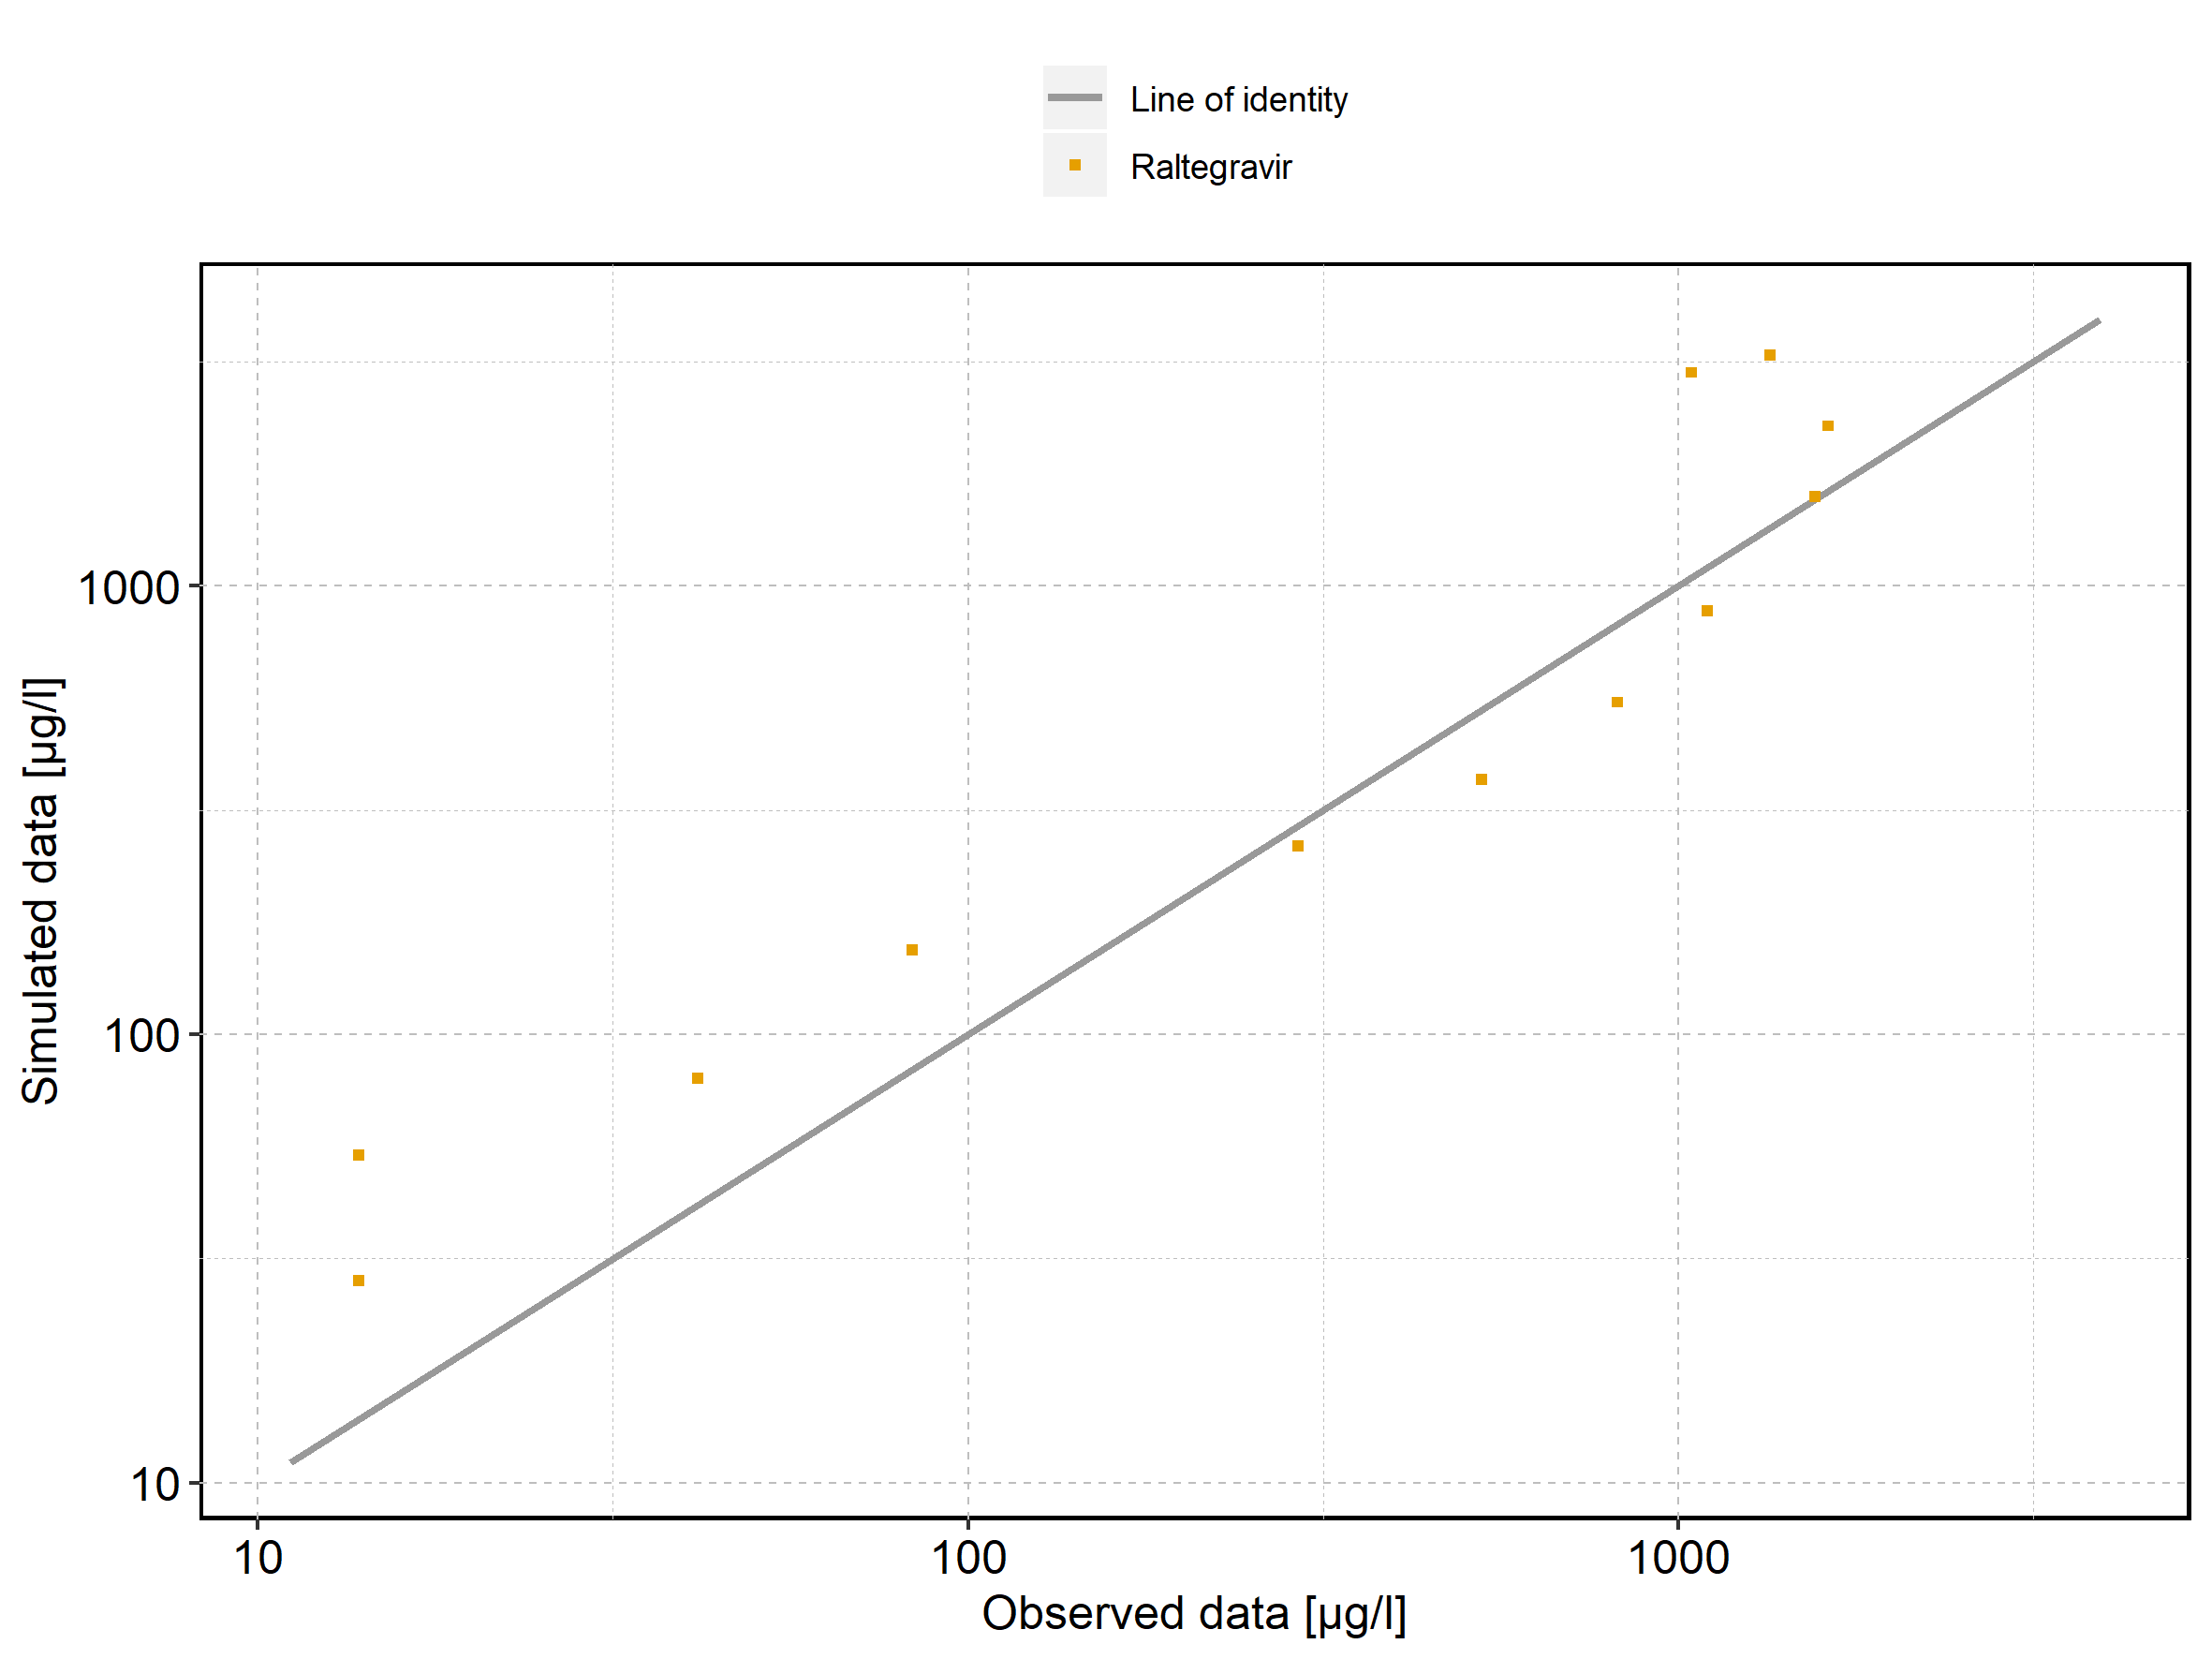 Line of identity
Raltegravir
Simulated data [µg/l]
1000
100
10
10
100
1000
Observed data [µg/l]